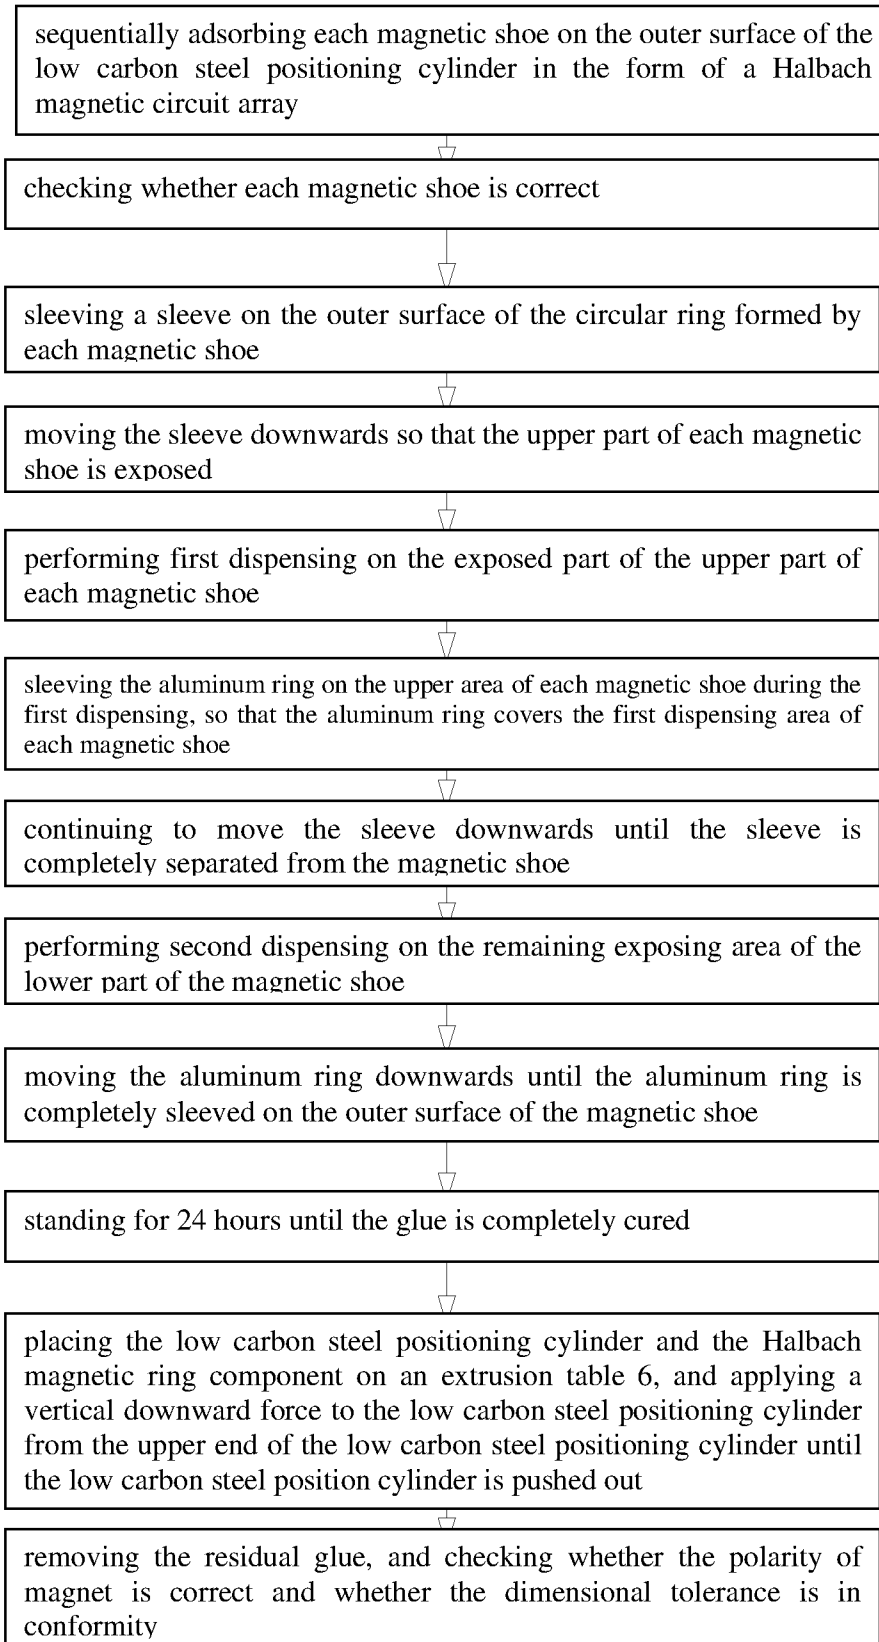 sequentially adsorbing each magnetic shoe on the outer surface of the
low carbon steel positioning cylinder in the form of a Halbach
magnetic circuit array
checking whether each magnetic shoe is correct
sleeving a sleeve on the outer surface of the circular ring formed by
each magnetic shoe
moving the sleeve downwards so that the upper part of each magnetic
shoe is exposed
performing first dispensing on the exposed part of the upper part of
each magnetic shoe
sleeving the aluminum ring on the upper area of each magnetic shoe during the
first dispensing, so that the aluminum ring covers the first dispensing area of
each magnetic shoe
continuing to move the sleeve downwards until the sleeve is
completely separated from the magnetic shoe
performing second dispensing on the remaining exposing area of the
lower part of the magnetic shoe
moving the aluminum ring downwards until the aluminum ring is
completely sleeved on the outer surface of the magnetic shoe
standing for 24 hours until the glue is completely cured
placing the low carbon steel positioning cylinder and the Halbach
magnetic ring component on an extrusion table 6, and applying a
vertical downward force to the low carbon steel positioning cylinder
from the upper end of the low carbon steel positioning cylinder until
the low carbon steel position cylinder is pushed out
removing the residual glue, and checking whether the polarity of
magnet is correct and whether the dimensional tolerance is in
conformity